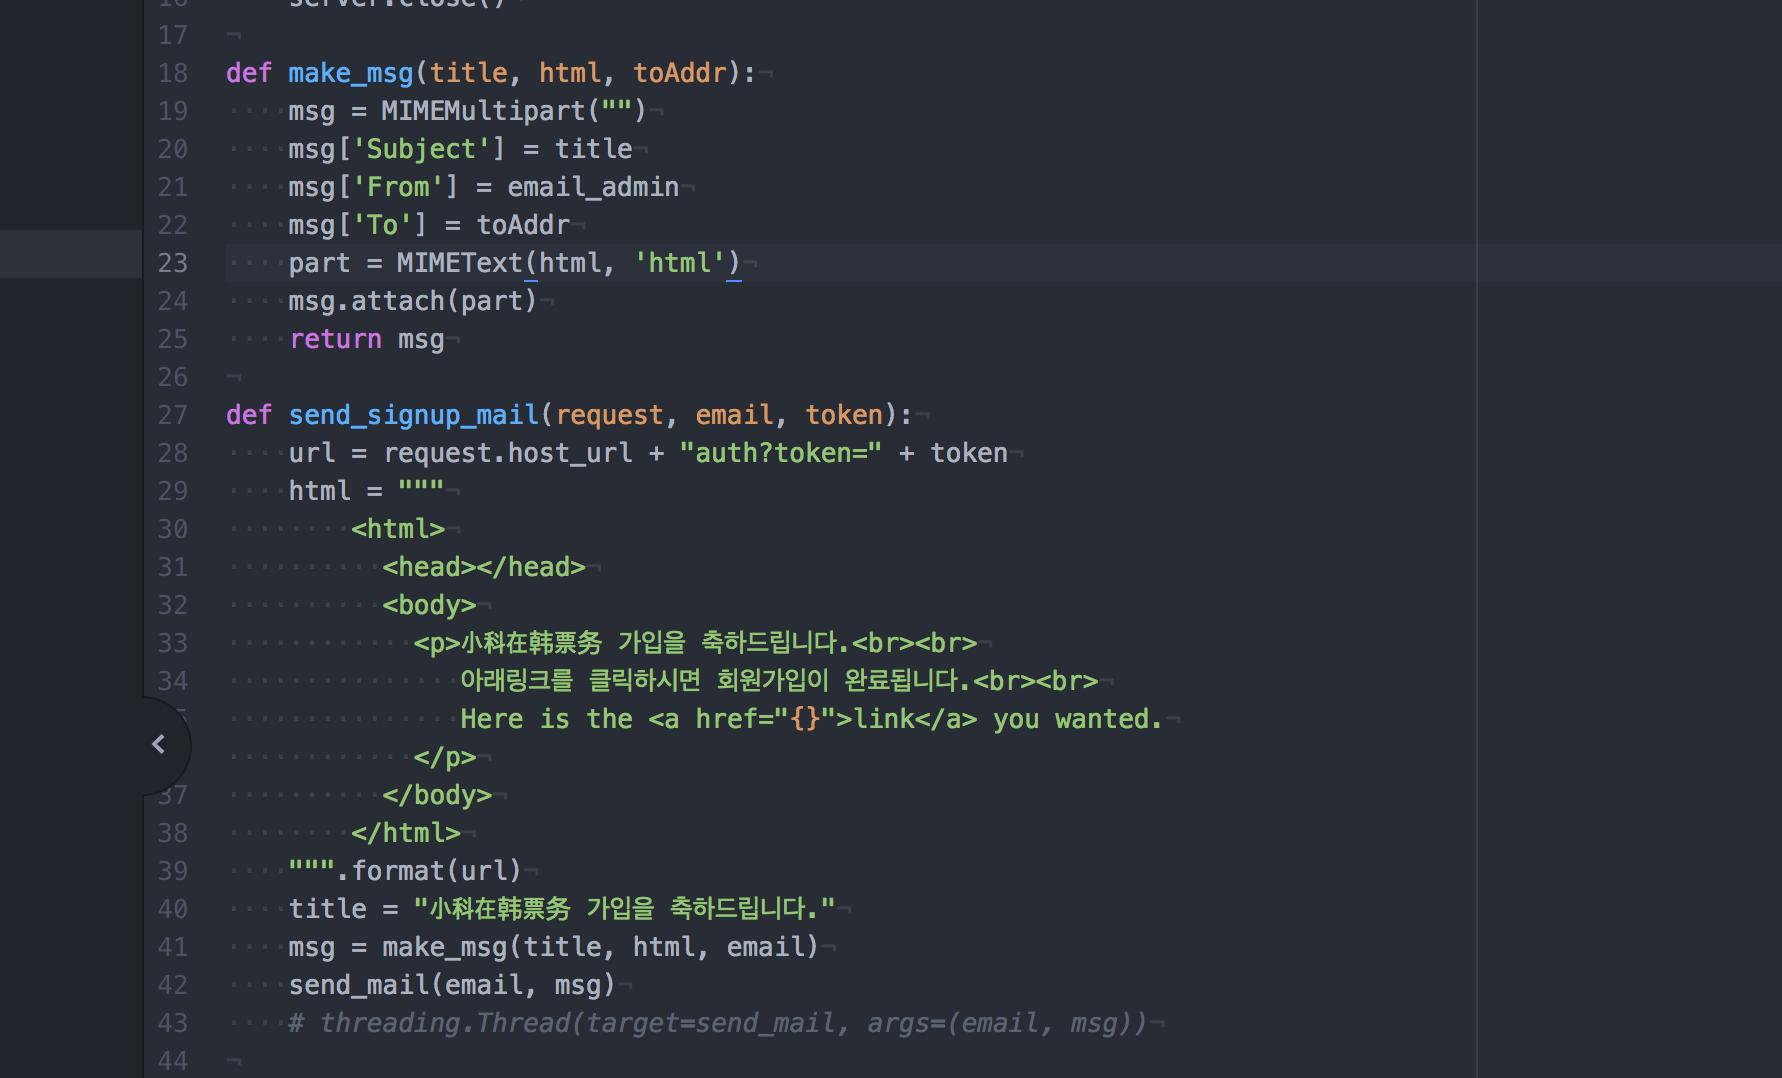 server.close()
17
18 def make_msg(title, html, toAddr):
19 msg = MIMEMultipart("")
20 msg['Subject'] = title
21 msg['From'] = email_admin
22 msg['To'] = toAddr
23 part = MIMEText(html, 'html')
24 msg.attach(part)
25 return msg
26
27 def send_signup_mail(request, email, token):
28 url = request.host_url + "auth?token=" + token
29 html = """
30 <html>
31 <head></head>
32 <body>
33 <p>小科在韩票务 가입을 축하드립니다.<br><br>
34 아래링크를 클릭하시면 회원가입이 완료됩니다.<br><br>
Here is the <a href="{}">link</a> you wanted.
</p>
37 </body>
38 </html>
39 """.format(url)
40 title = "小科在韩票务 가입을 축하드립니다."
41 msg = make_msg(title, html, email)
42 send_mail(email, msg)
43 # threading.Thread(target=send_mail, args=(email, msg))
44